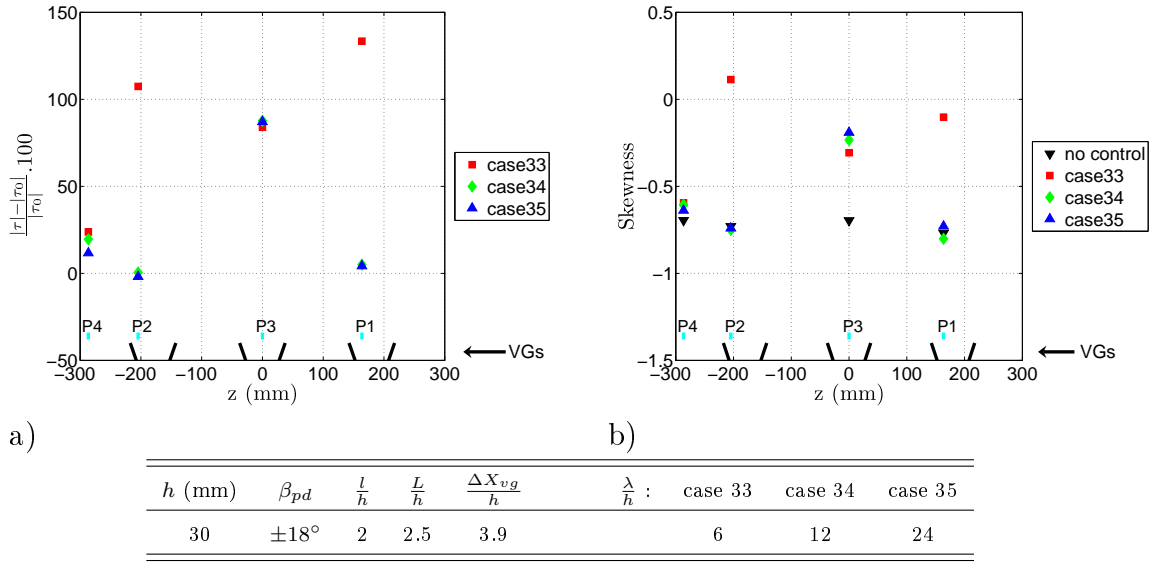 150
100
50
0
−50
|τ|−|τ₀| / |τ₀| .100
P4 P2 P3 P1
−300 −200 −100 0 100 200 300
z (mm)
VGs
case33
case34
case35
a)
0.5
0
−0.5
−1
−1.5
Skewness
P4 P2 P3 P1
−300 −200 −100 0 100 200 300
z (mm)
VGs
no control
case33
case34
case35
b)
h (mm) β_pd l/h L/h ΔX_vg/h λ/h : case 33 case 34 case 35
30 ±18° 2 2.5 3.9 6 12 24